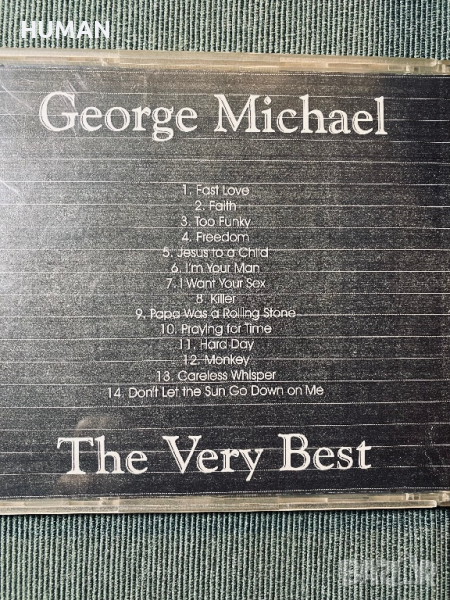 HUMAN
George Michael
1. Fast Love
2. Faith
3. Too Funky
4. Freedom
5. Jesus to a Child
6. I'm Your Man
7. I Want Your Sex
8. Killer
9. Papa Was a Rolling Stone
10. Praying for Time
11. Hard Day
12. Monkey
13. Careless Whisper
14. Don't Let the Sun Go Down on Me
The Very Best